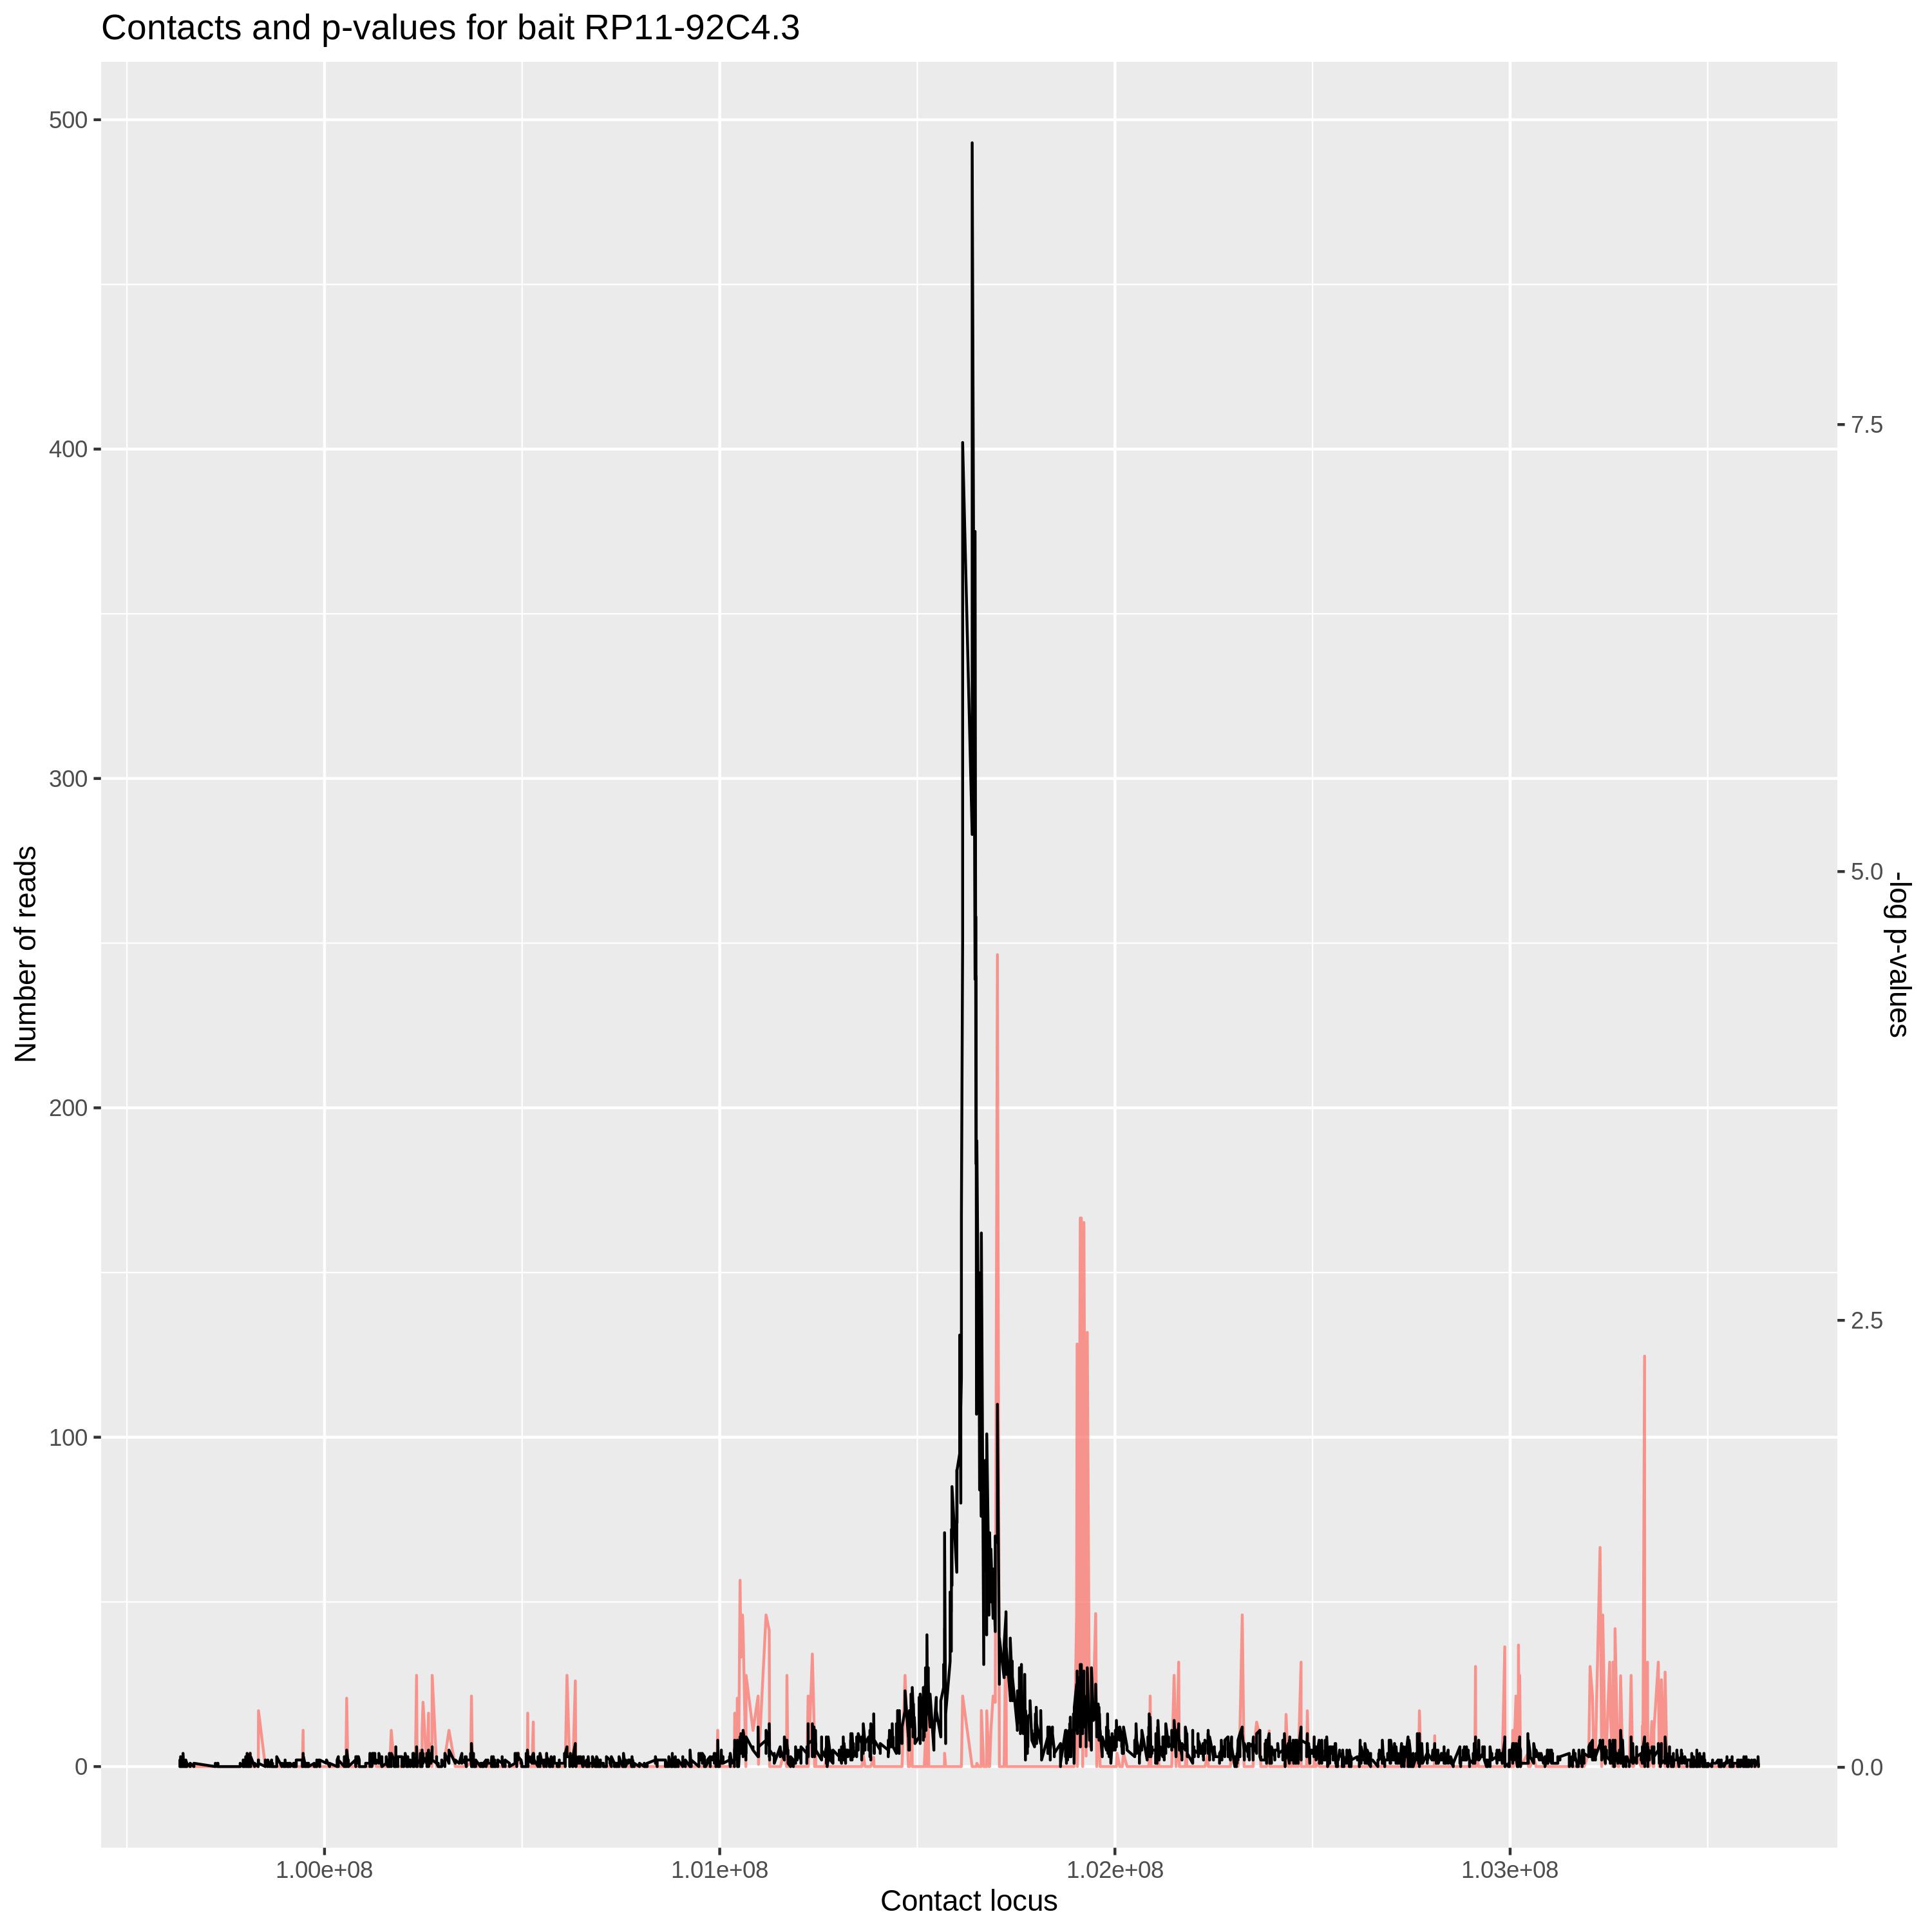 Contacts and p-values for bait RP11-92C4.3
500
400
300
200
100
0
Number of reads
7.5
5.0
2.5
0.0
-log p-values
1.00e+08
1.01e+08
1.02e+08
1.03e+08
Contact locus